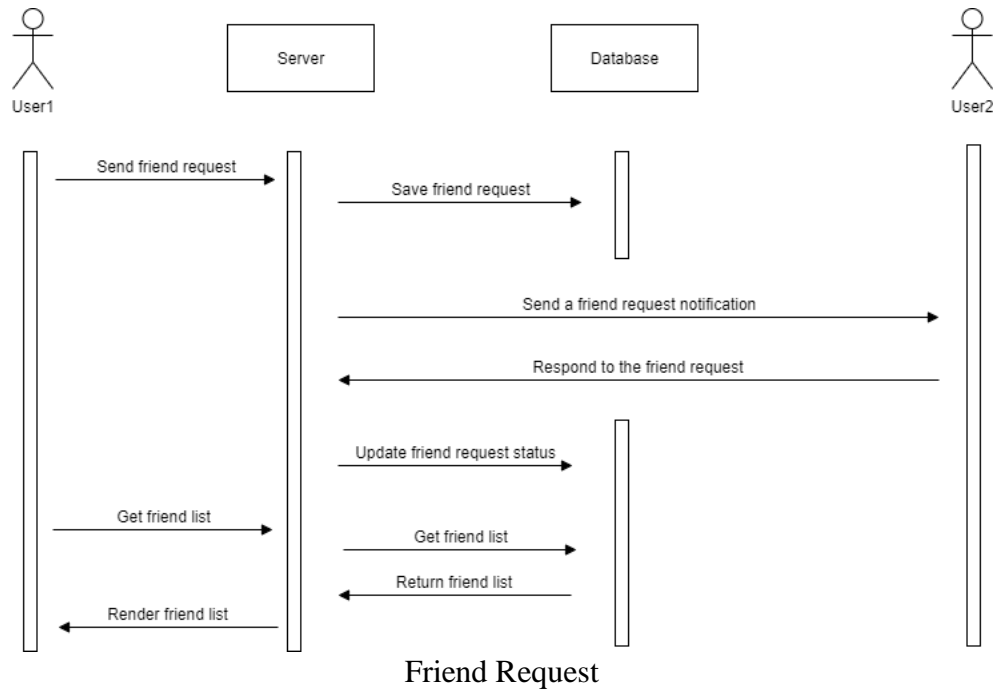 Server
Database
User1
User2
Send friend request
Save friend request
Send a friend request notification
Respond to the friend request
Update friend request status
Get friend list
Get friend list
Return friend list
Render friend list
Friend Request